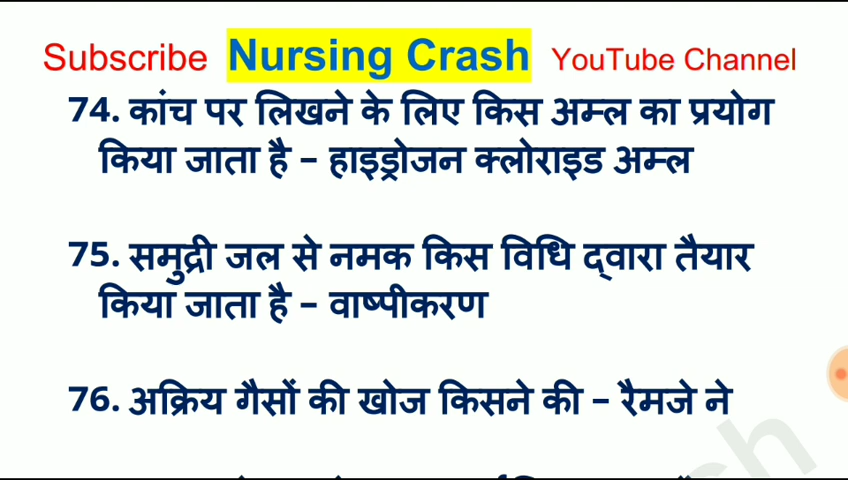 Subscribe Nursing Crash YouTube Channel
74. कांच पर लिखने के लिए किस अम्ल का प्रयोग
किया जाता है – हाइड्रोजन क्लोराइड अम्ल
75. समुद्री जल से नमक किस विधि द्वारा तैयार
किया जाता है – वाष्पीकरण
76. अक्रिय गैसों की खोज किसने की – रैमजे ने